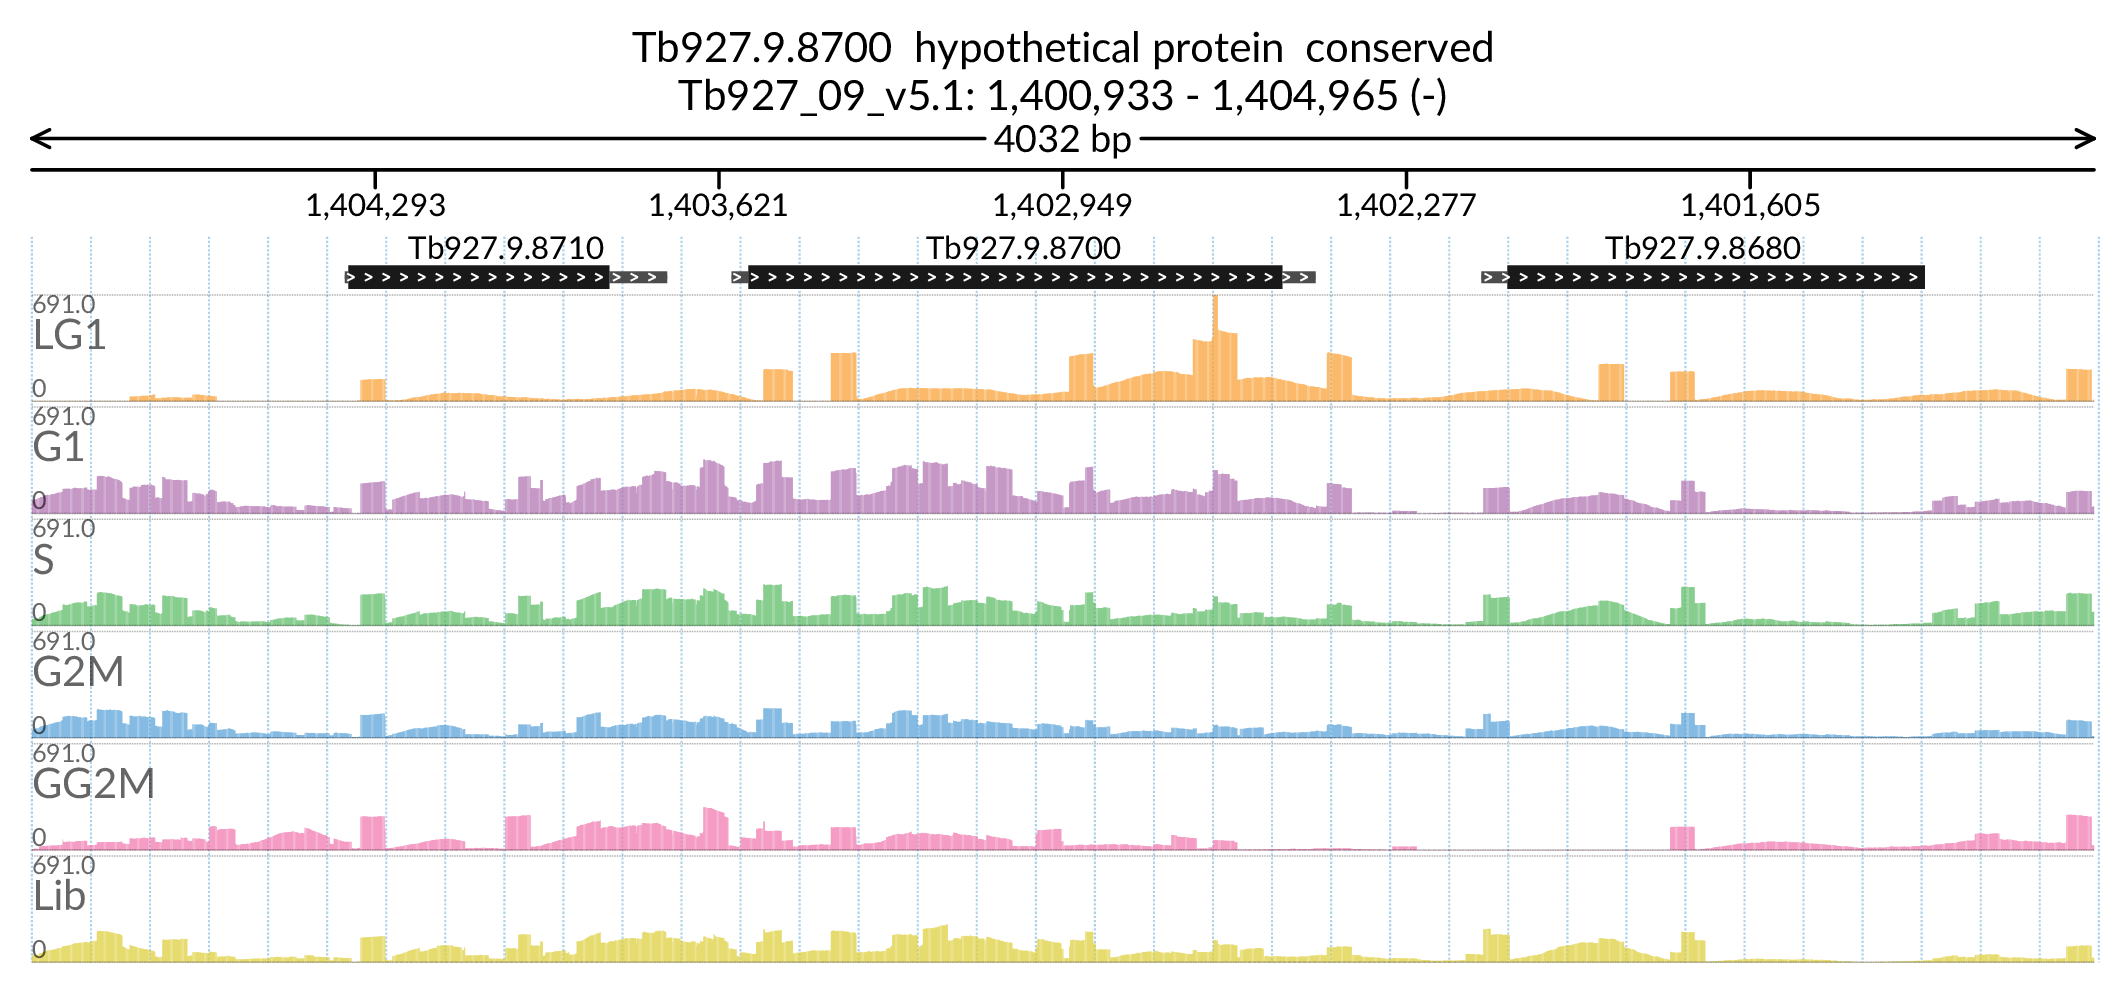 Tb927.9.8700 hypothetical protein conserved
Tb927_09_v5.1: 1,400,933 - 1,404,965 (-)
4032 bp
1,404,293 1,403,621 1,402,949 1,402,277 1,401,605
Tb927.9.8710 Tb927.9.8700 Tb927.9.8680
691.0
LG1
0
691.0
G1
0
691.0
S
0
691.0
G2M
0
691.0
GG2M
0
691.0
Lib
0